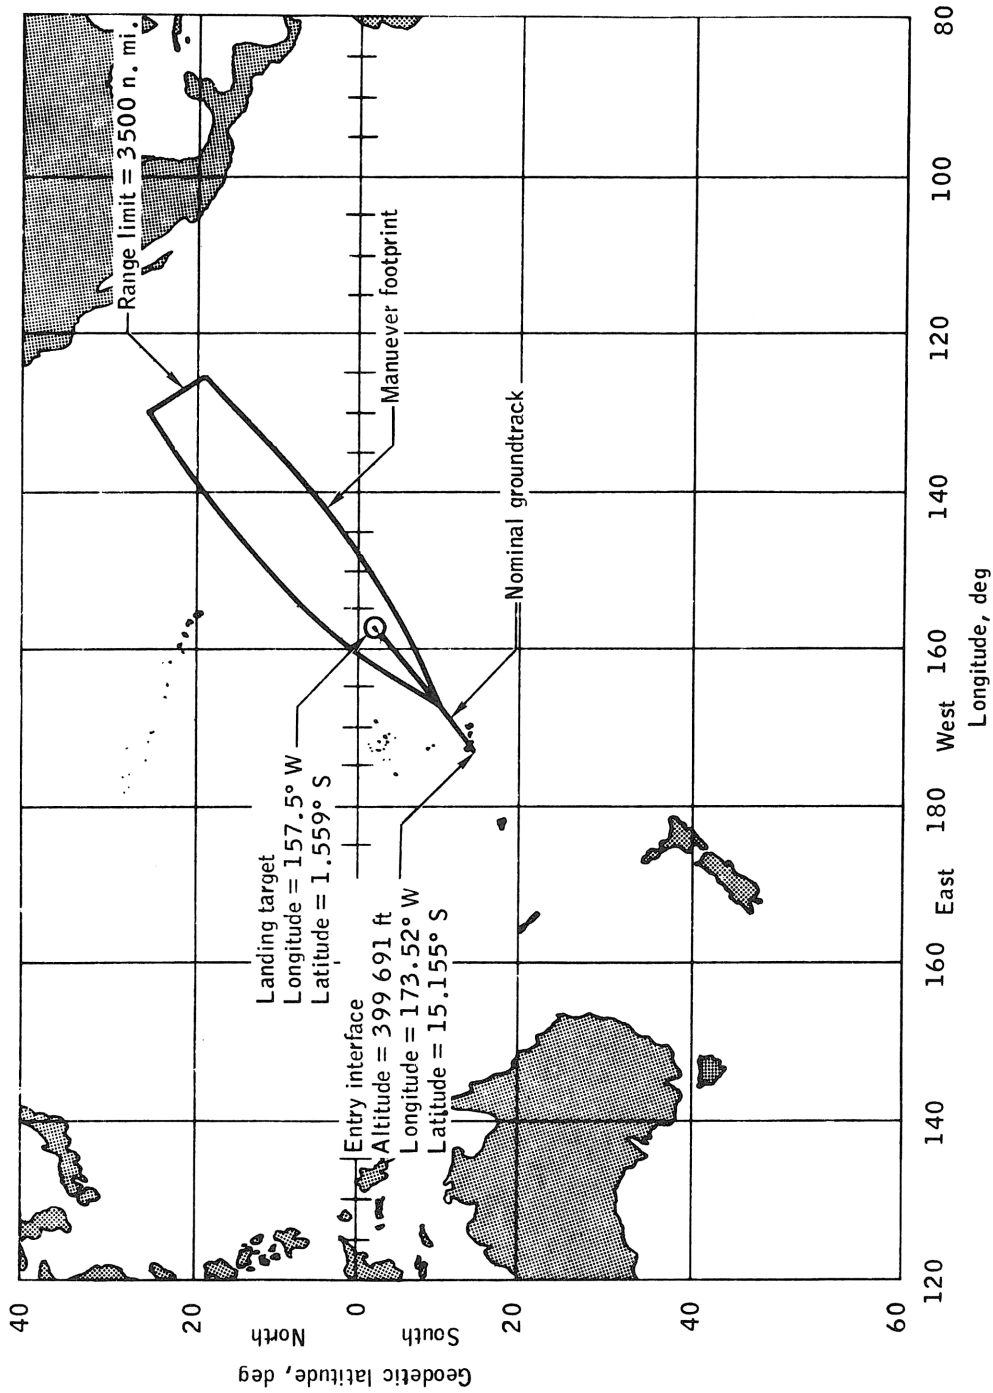 Range limit = 3500 n. mi.
Manuever footprint
Nominal groundtrack
Landing target
Longitude = 157.5° W
Latitude = 1.559° S
Entry interface
Altitude = 399 691 ft
Longitude = 173.52° W
Latitude = 15.155° S
40
20
0
20
40
60
North
South
Geodetic latitude, deg
120
140
160
180
160
140
120
100
80
East
West
Longitude, deg